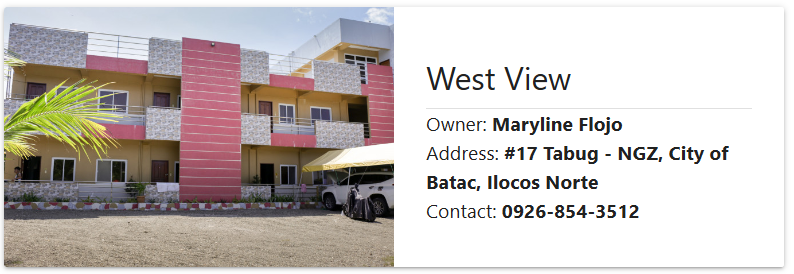 West View
Owner: Maryline Flojo
Address: #17 Tabug - NGZ, City of
Batac, Ilocos Norte
Contact: 0926-854-3512